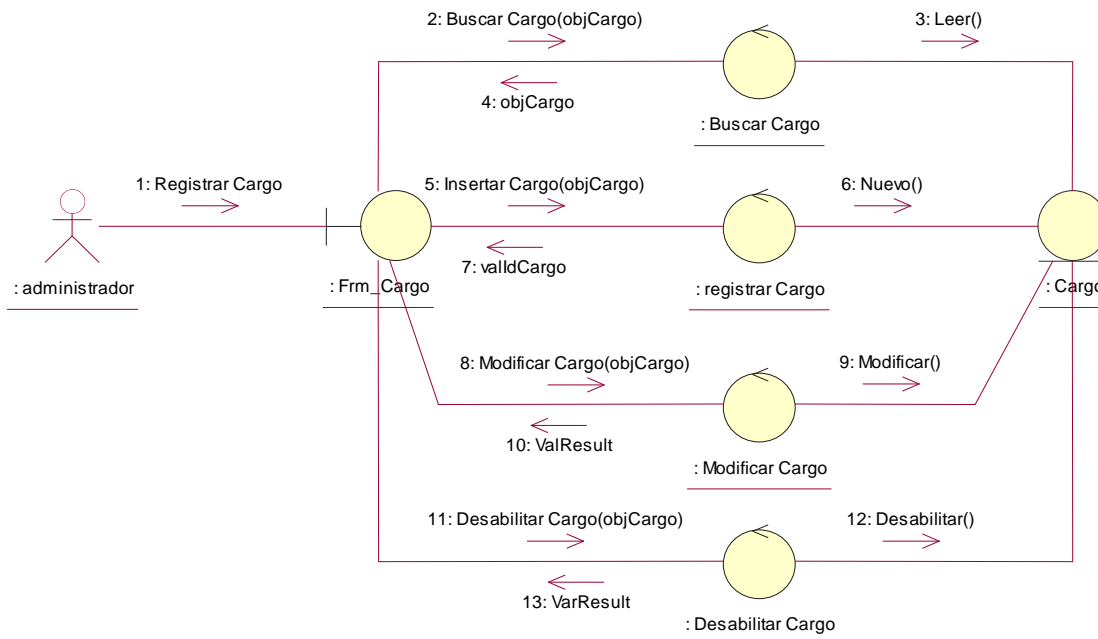 2: Buscar Cargo(objCargo)
3: Leer()
4: objCargo
: Buscar Cargo
1: Registrar Cargo
5: Insertar Cargo(objCargo)
6: Nuevo()
7: valIdCargo
: administrador
: Frm_Cargo
: registrar Cargo
: Cargo
8: Modificar Cargo(objCargo)
9: Modificar()
10: ValResult
: Modificar Cargo
11: Desabilitar Cargo(objCargo)
12: Desabilitar()
13: VarResult
: Desabilitar Cargo